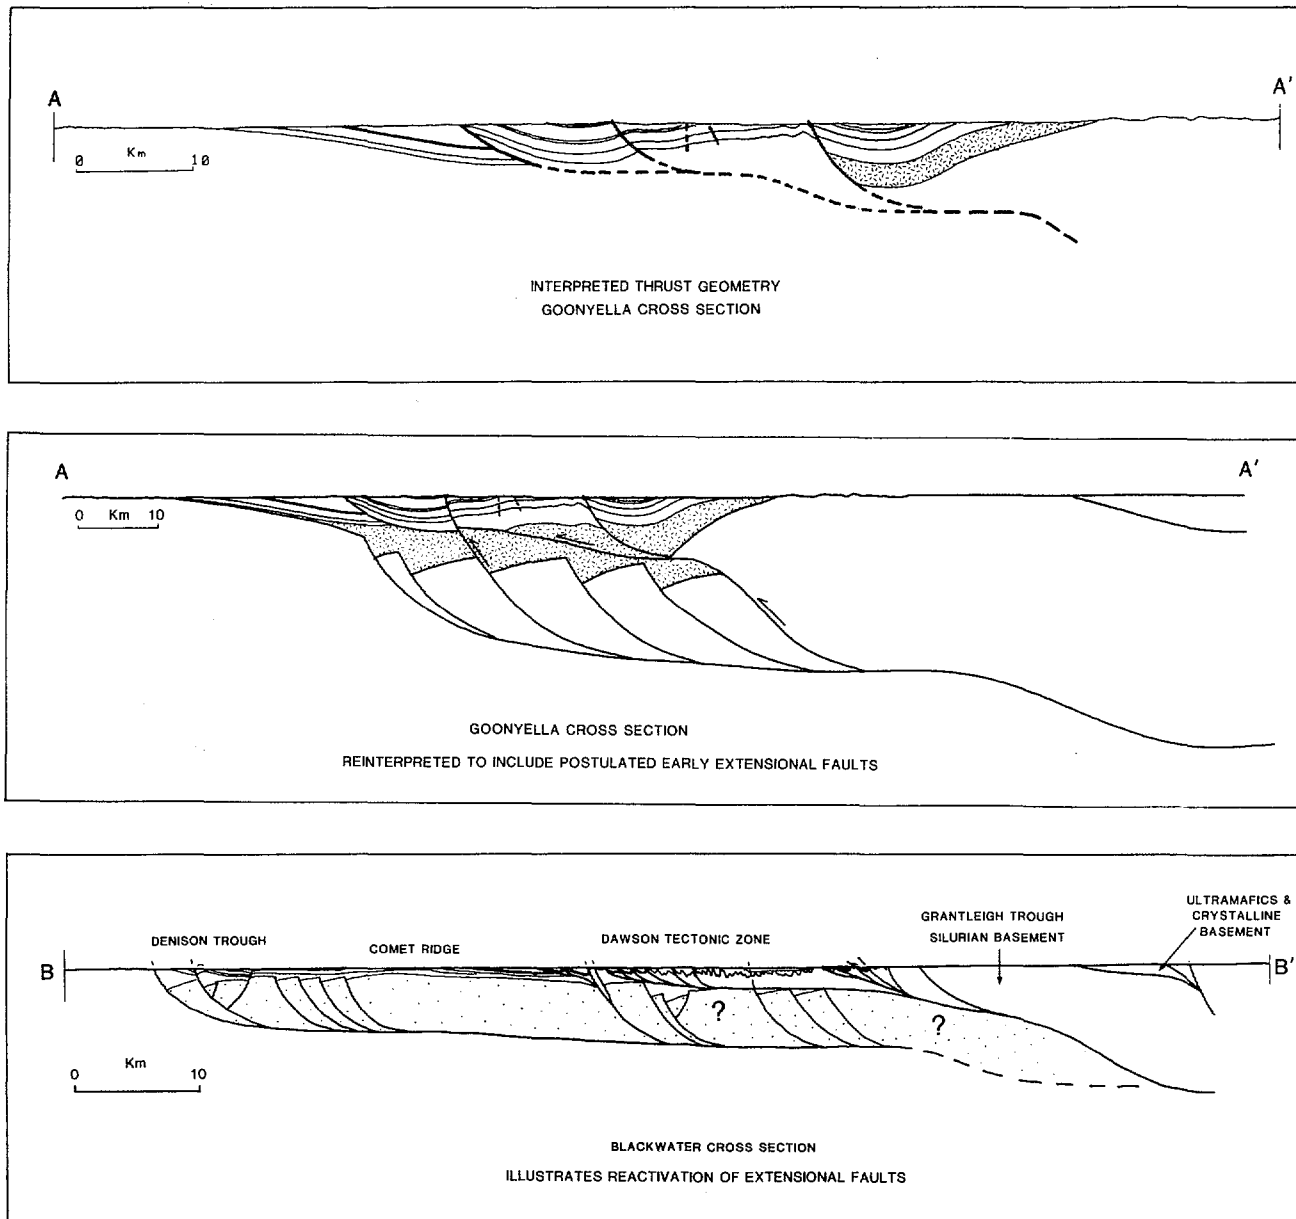 A
A'
Km
0 10
INTERPRETED THRUST GEOMETRY
GOONYELLA CROSS SECTION
A
A'
0 Km 10
GOONYELLA CROSS SECTION
REINTERPRETED TO INCLUDE POSTULATED EARLY EXTENSIONAL FAULTS
ULTRAMAFICS &
CRYSTALLINE
BASEMENT
GRANTLEIGH TROUGH
SILURIAN BASEMENT
DENISON TROUGH
COMET RIDGE
DAWSON TECTONIC ZONE
B
B'
?
?
Km
0 10
BLACKWATER CROSS SECTION
ILLUSTRATES REACTIVATION OF EXTENSIONAL FAULTS